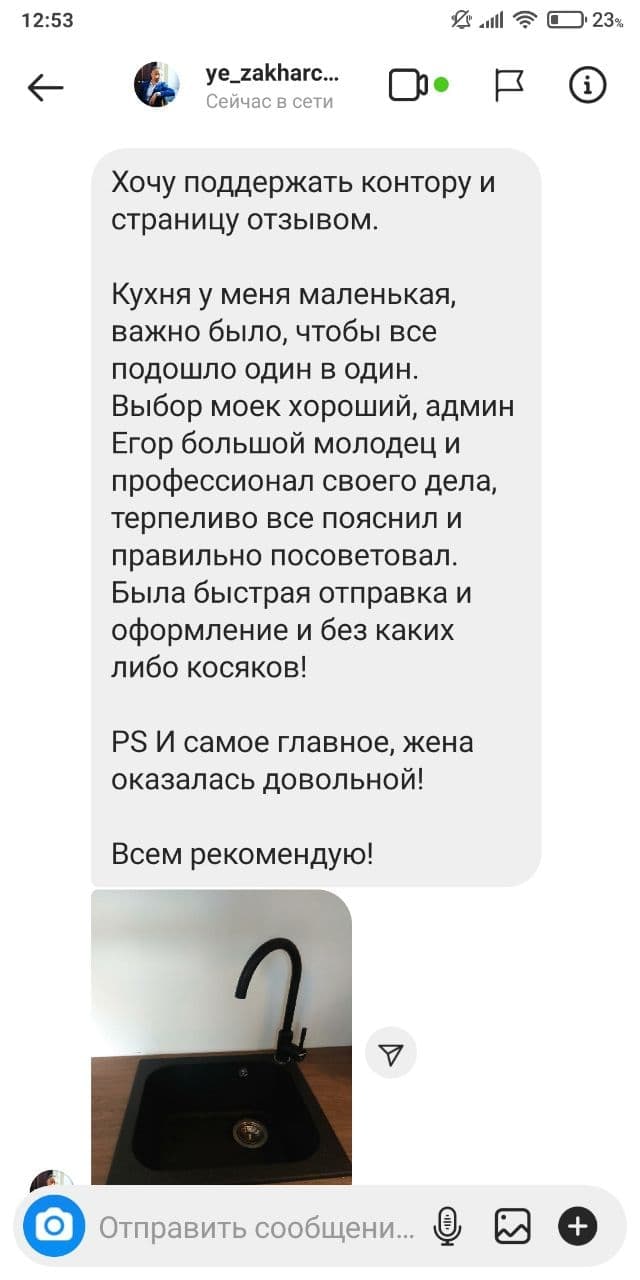 12:53
23%
ye_zakharc...
Сейчас в сети
Хочу поддержать контору и
страницу отзывом.
Кухня у меня маленькая,
важно было, чтобы все
подошло один в один.
Выбор моек хороший, админ
Егор большой молодец и
профессионал своего дела,
терпеливо все пояснил и
правильно посоветовал.
Была быстрая отправка и
оформление и без каких
либо косяков!
PS И самое главное, жена
оказалась довольной!
Всем рекомендую!
Отправить сообщени...